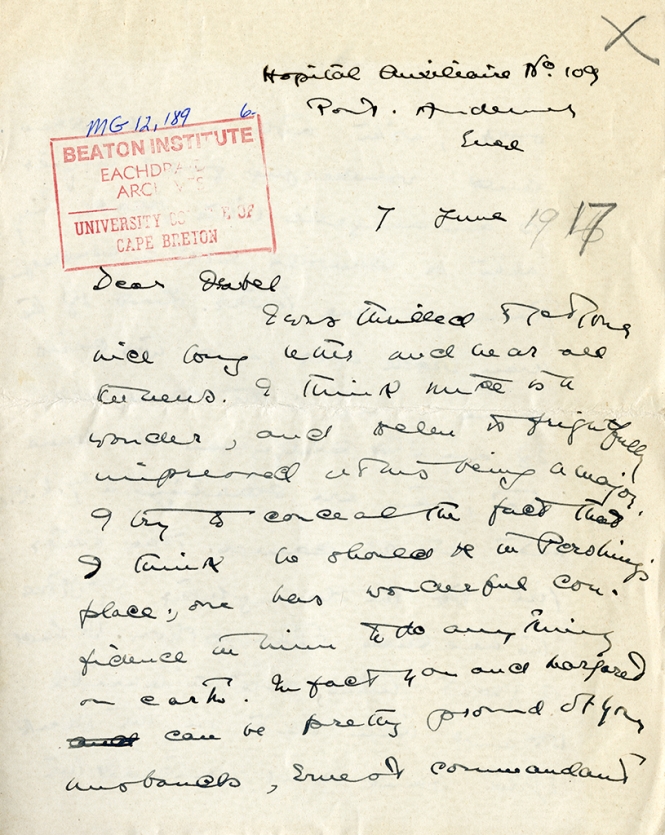 Hopital Auxiliaire No 109
Pont. Audemer
Eure
MG 12, 189 6.
BEATON INSTITUTE
EACHDRA
ARCHIVES
UNIVERSITY COLLEGE OF
CAPE BRETON
7 June 1917
Dear Isabel
I was thrilled to get your
nice long letter and hear all
the news. I think is a
wonder, and Helen is frightfully
impressed at his being a major.
I try to conceal the fact that
I think he should be in Pershing's
place; one has wonderful con-
fidence in him to do anything
on earth. In fact you and Margaret
can be pretty proud of your
husbands, Ernest commandant